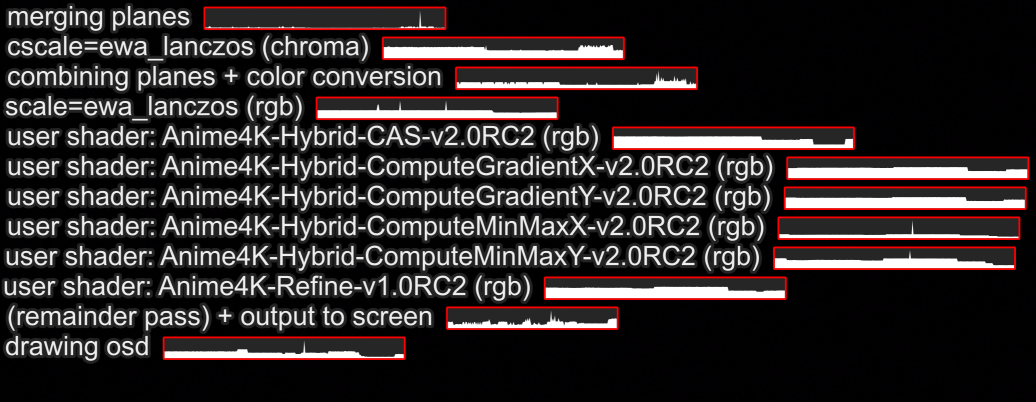 merging planes
cscale=ewa_lanczos (chroma)
combining planes + color conversion
scale=ewa_lanczos (rgb)
user shader: Anime4K-Hybrid-CAS-v2.0RC2 (rgb)
user shader: Anime4K-Hybrid-ComputeGradientX-v2.0RC2 (rgb)
user shader: Anime4K-Hybrid-ComputeGradientY-v2.0RC2 (rgb)
user shader: Anime4K-Hybrid-ComputeMinMaxX-v2.0RC2 (rgb)
user shader: Anime4K-Hybrid-ComputeMinMaxY-v2.0RC2 (rgb)
user shader: Anime4K-Refine-v1.0RC2 (rgb)
(remainder pass) + output to screen
drawing osd